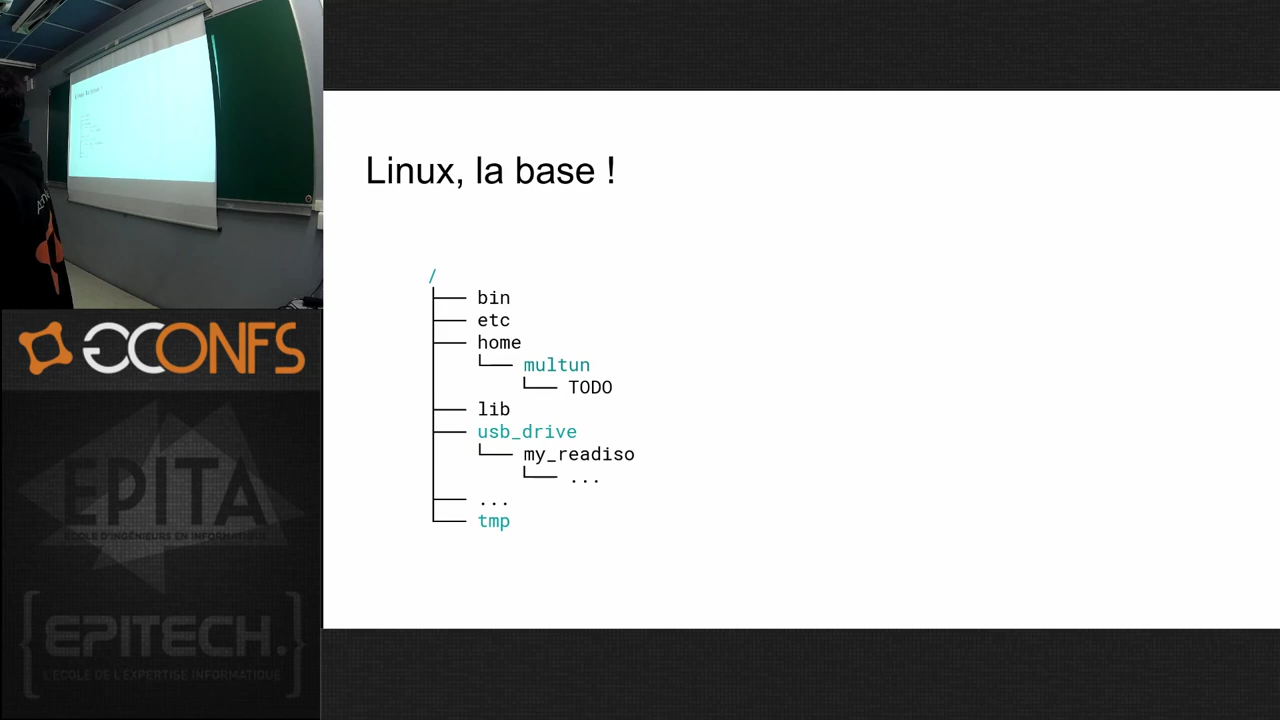 Linux, la base !
/
bin
etc
home
multun
TODO
lib
usb_drive
my_readiso
...
...
tmp
GCONFS
EPITA
ÉCOLE D'INGÉNIEURS EN INFORMATIQUE
{EPITECH.}
L'ÉCOLE DE L'EXPERTISE INFORMATIQUE